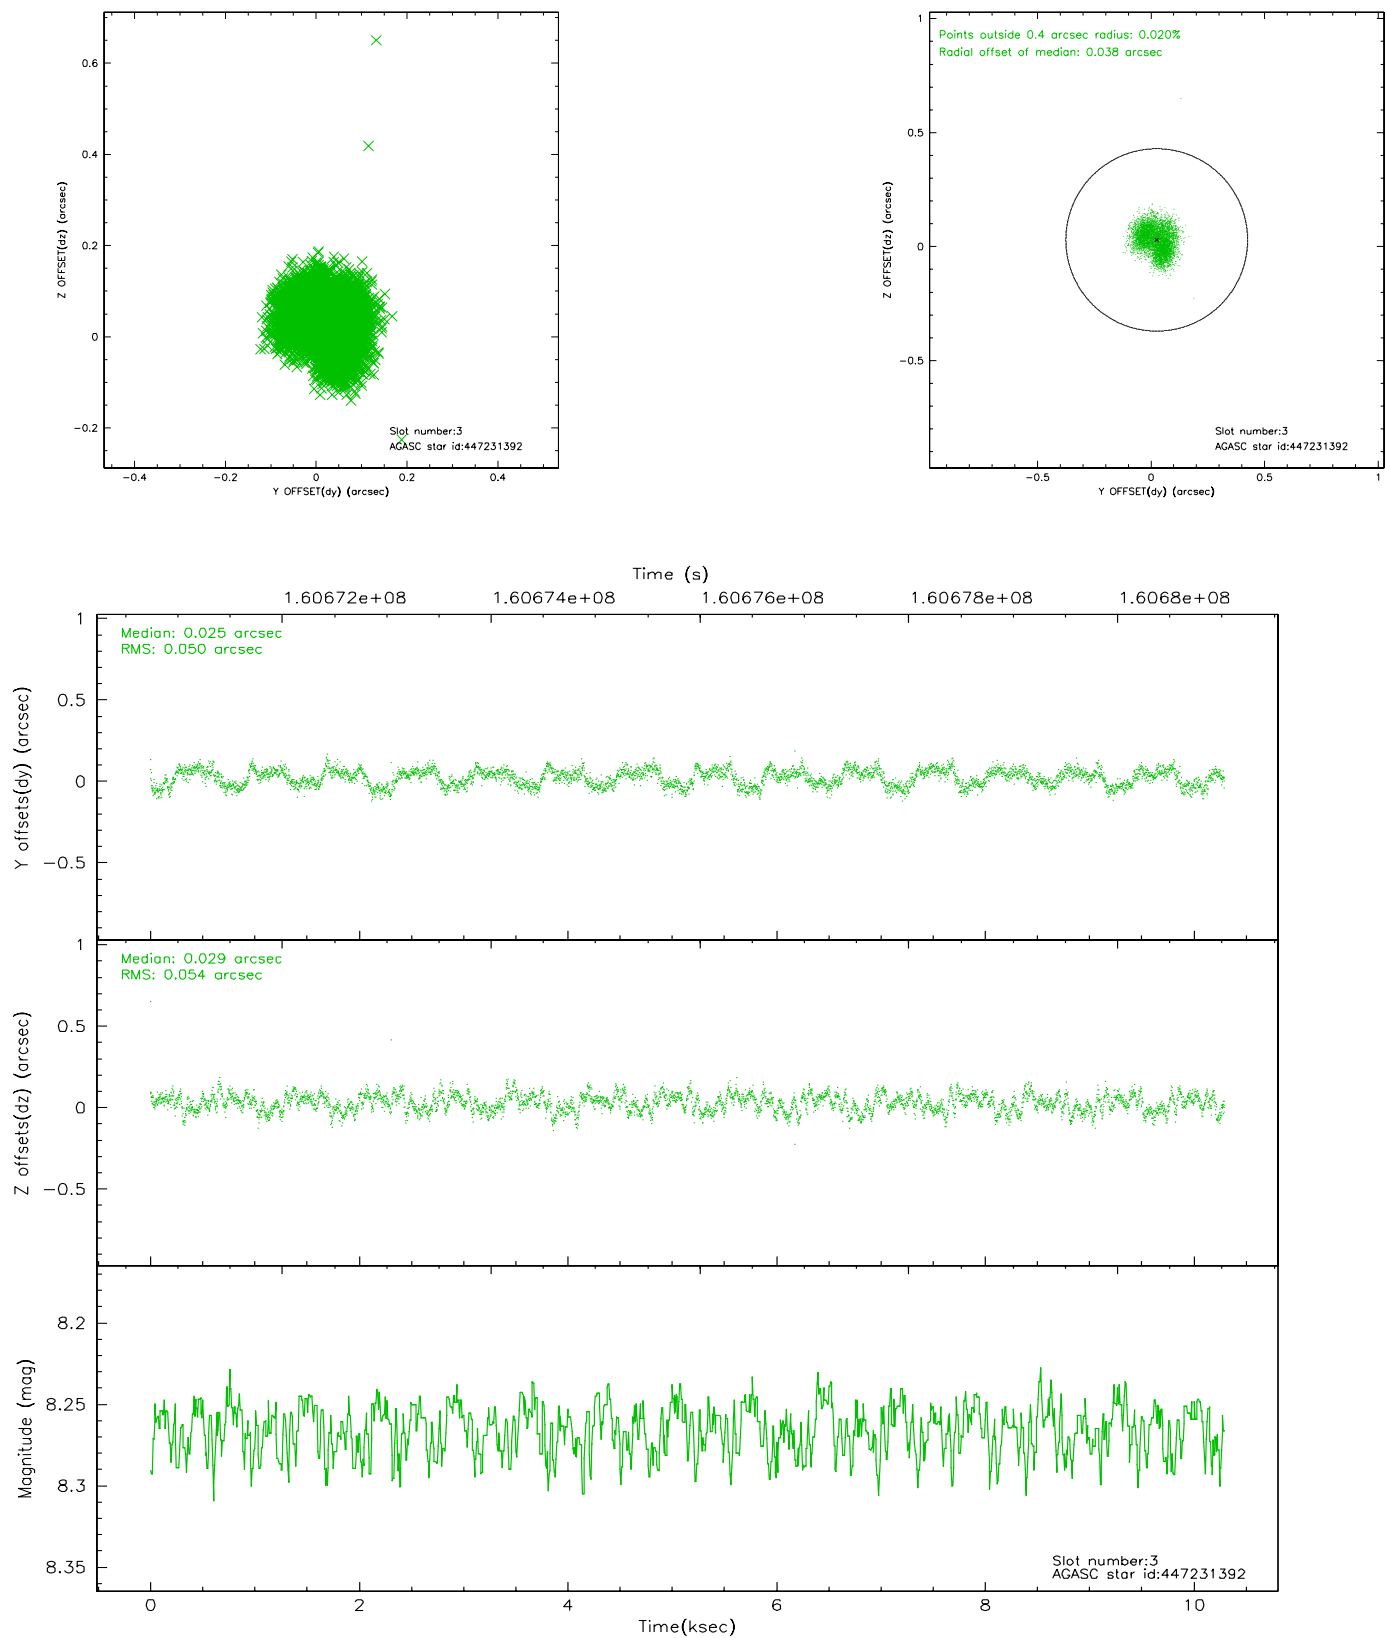 0.6
0.4
0.2
0
−0.2
Z OFFSET(dz) (arcsec)
Slot number:3
AGASC star id:447231392
−0.4 −0.2 0 0.2 0.4
Y OFFSET(dy) (arcsec)
Points outside 0.4 arcsec radius: 0.020%
Radial offset of median: 0.038 arcsec
1
0.5
0
−0.5
Z OFFSET(dz) (arcsec)
Slot number:3
AGASC star id:447231392
−0.5 0 0.5 1
Y OFFSET(dy) (arcsec)
Time (s)
1.60672e+08 1.60674e+08 1.60676e+08 1.60678e+08 1.6068e+08
Median: 0.025 arcsec
RMS: 0.050 arcsec
1
0.5
0
−0.5
Y offsets(dy) (arcsec)
Median: 0.029 arcsec
RMS: 0.054 arcsec
1
0.5
0
−0.5
Z offsets(dz) (arcsec)
8.2
8.25
8.3
8.35
Magnitude (mag)
Slot number:3
AGASC star id:447231392
0 2 4 6 8 10
Time(ksec)